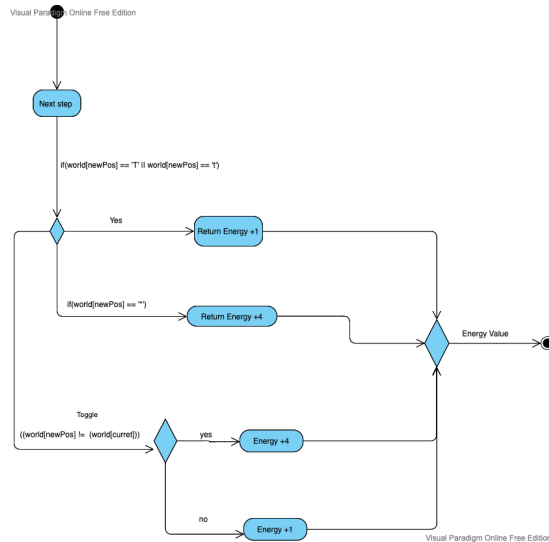 Visual Paradigm Online Free Edition
Next step
if(world[newPos] == 'T' II world[newPos] == 't')
Yes
Return Energy +1
if(world[newPos] == '*')
Return Energy +4
Energy Value
Toggle
((world[newPos] != (world[curret]))
yes
Energy +4
no
Energy +1
Visual Paradigm Online Free Edition